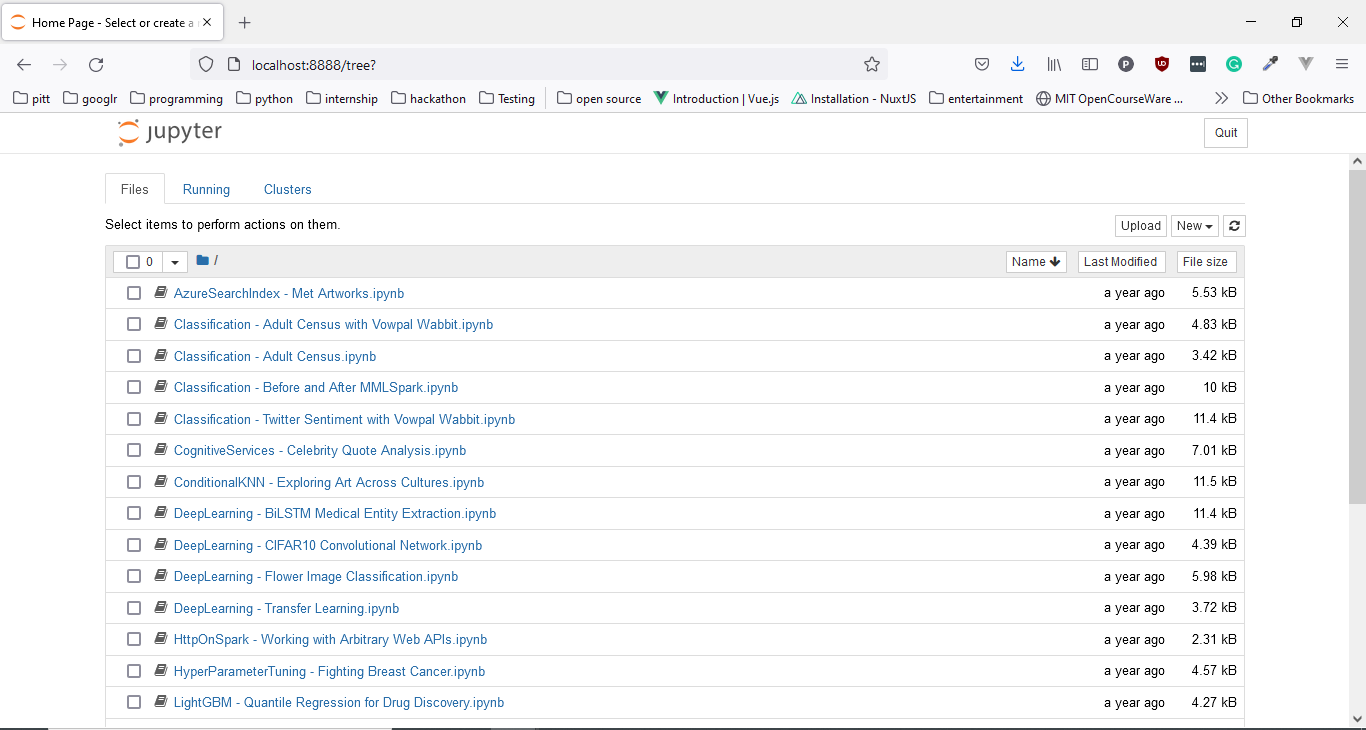 Home Page - Select or create a
localhost:8888/tree?
pitt googlr programming python internship hackathon Testing open source Introduction | Vue.js Installation - NuxtJS entertainment MIT OpenCourseWare ... Other Bookmarks
jupyter Quit
Files Running Clusters
Select items to perform actions on them. Upload New
0 / Name Last Modified File size
AzureSearchIndex - Met Artworks.ipynb a year ago 5.53 kB
Classification - Adult Census with Vowpal Wabbit.ipynb a year ago 4.83 kB
Classification - Adult Census.ipynb a year ago 3.42 kB
Classification - Before and After MMLSpark.ipynb a year ago 10 kB
Classification - Twitter Sentiment with Vowpal Wabbit.ipynb a year ago 11.4 kB
CognitiveServices - Celebrity Quote Analysis.ipynb a year ago 7.01 kB
ConditionalKNN - Exploring Art Across Cultures.ipynb a year ago 11.5 kB
DeepLearning - BiLSTM Medical Entity Extraction.ipynb a year ago 11.4 kB
DeepLearning - CIFAR10 Convolutional Network.ipynb a year ago 4.39 kB
DeepLearning - Flower Image Classification.ipynb a year ago 5.98 kB
DeepLearning - Transfer Learning.ipynb a year ago 3.72 kB
HttpOnSpark - Working with Arbitrary Web APIs.ipynb a year ago 2.31 kB
HyperParameterTuning - Fighting Breast Cancer.ipynb a year ago 4.57 kB
LightGBM - Quantile Regression for Drug Discovery.ipynb a year ago 4.27 kB